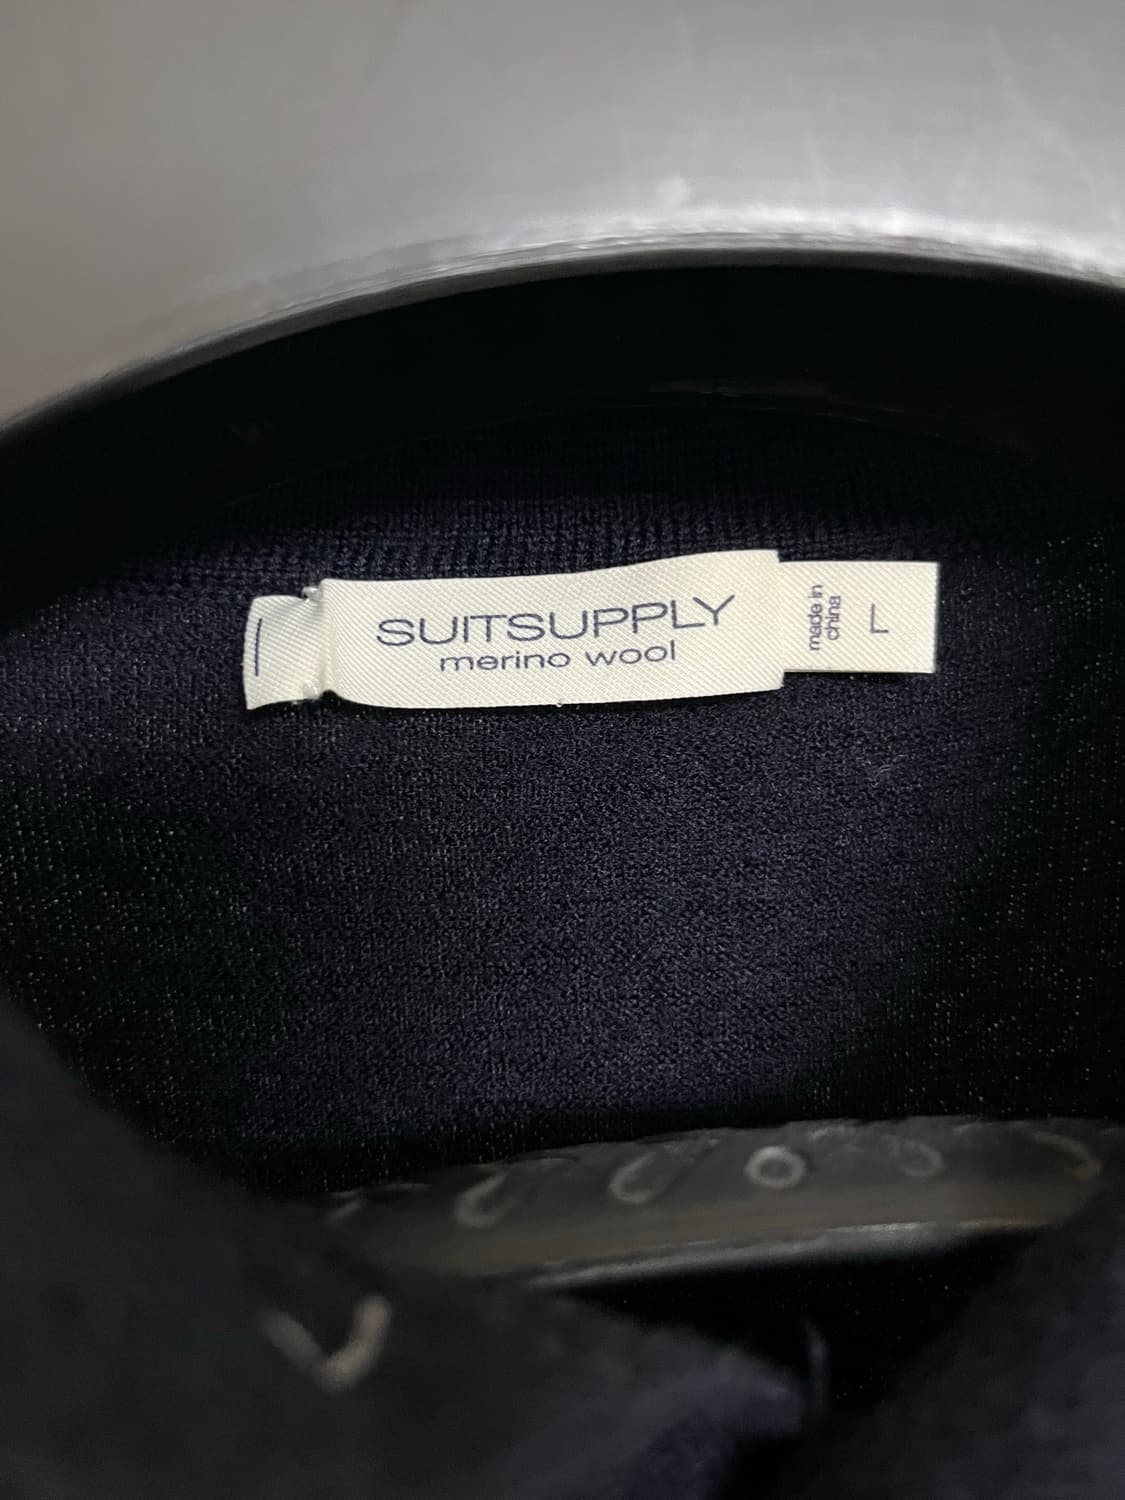 SUITSUPPLY
merino wool
made in
china
L